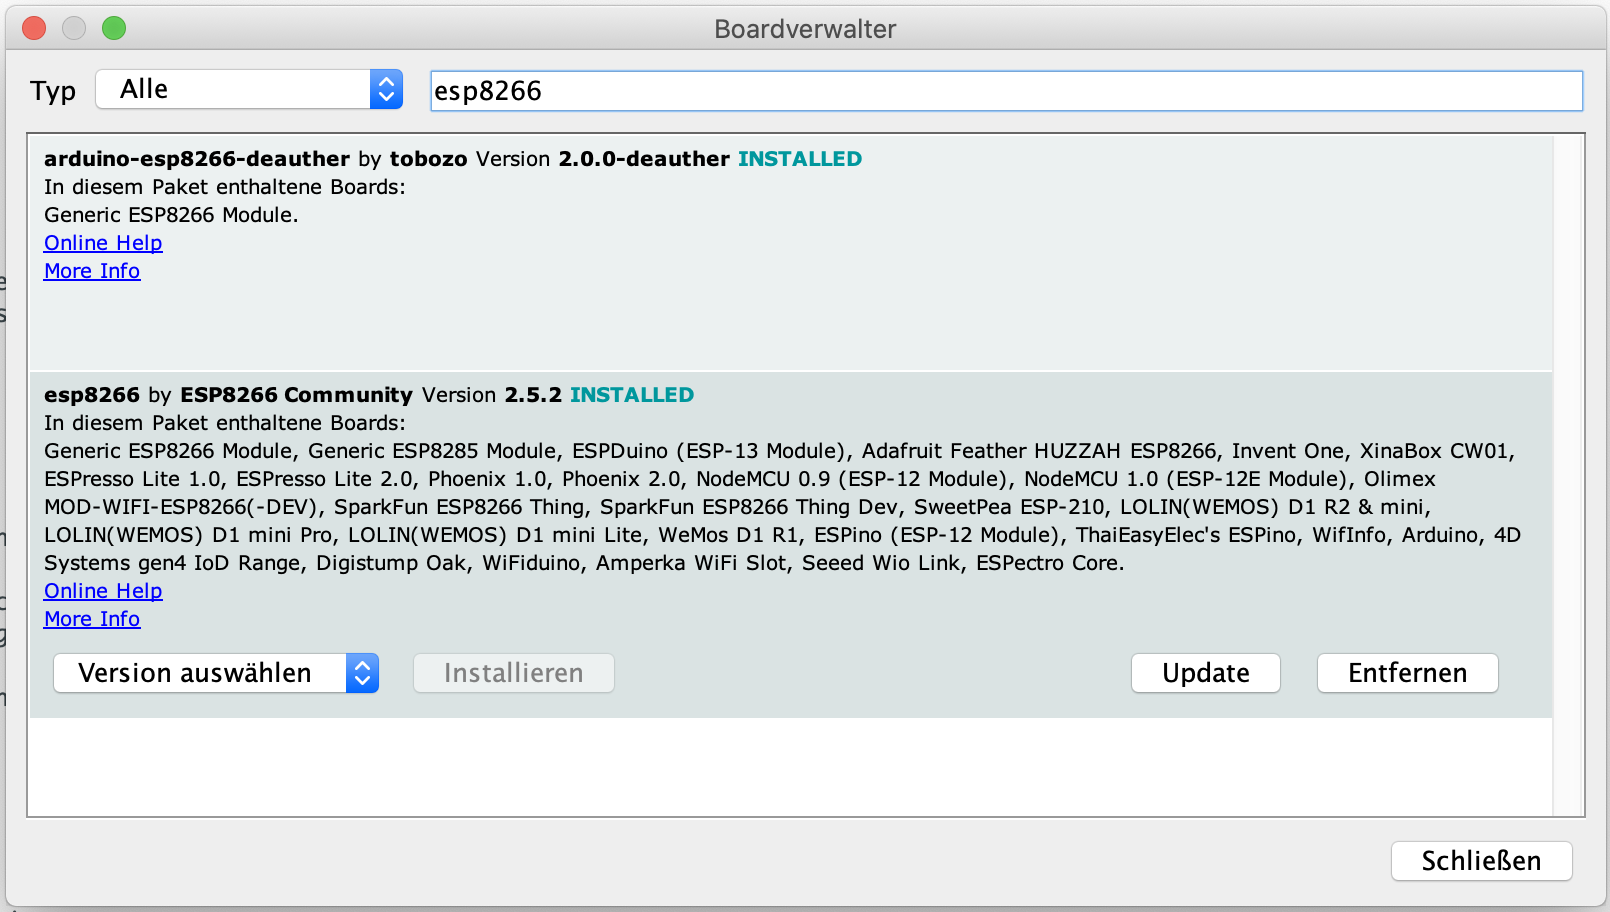 Boardverwalter
Typ Alle esp8266
arduino-esp8266-deauther by tobozo Version 2.0.0-deauther INSTALLED
In diesem Paket enthaltene Boards:
Generic ESP8266 Module.
Online Help
More Info
esp8266 by ESP8266 Community Version 2.5.2 INSTALLED
In diesem Paket enthaltene Boards:
Generic ESP8266 Module, Generic ESP8285 Module, ESPDuino (ESP-13 Module), Adafruit Feather HUZZAH ESP8266, Invent One, XinaBox CW01,
ESPresso Lite 1.0, ESPresso Lite 2.0, Phoenix 1.0, Phoenix 2.0, NodeMCU 0.9 (ESP-12 Module), NodeMCU 1.0 (ESP-12E Module), Olimex
MOD-WIFI-ESP8266(-DEV), SparkFun ESP8266 Thing, SparkFun ESP8266 Thing Dev, SweetPea ESP-210, LOLIN(WEMOS) D1 R2 & mini,
LOLIN(WEMOS) D1 mini Pro, LOLIN(WEMOS) D1 mini Lite, WeMos D1 R1, ESPino (ESP-12 Module), ThaiEasyElec's ESPino, WifInfo, Arduino, 4D
Systems gen4 IoD Range, Digistump Oak, WiFiduino, Amperka WiFi Slot, Seeed Wio Link, ESPectro Core.
Online Help
More Info
Version auswählen Installieren Update Entfernen
Schließen